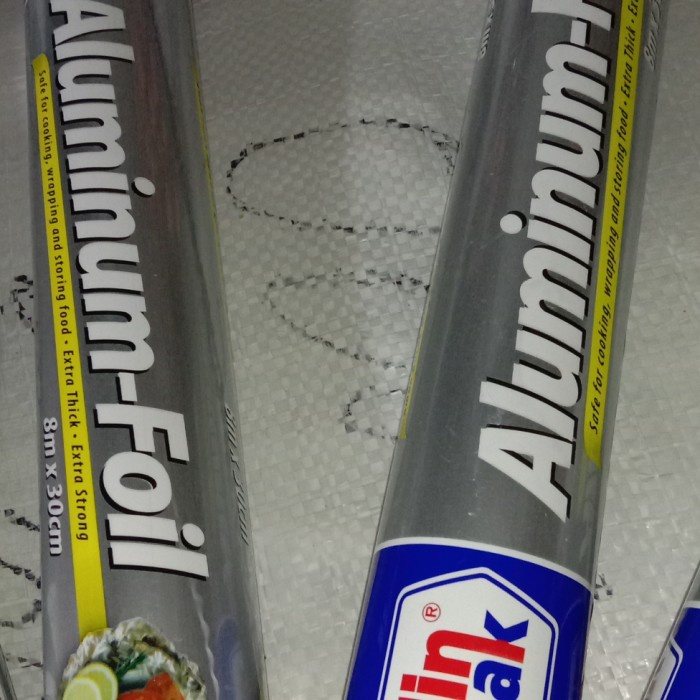 Aluminum-Foil
Safe for cooking, wrapping and storing food • Extra Thick • Extra Strong
8m x 30cm
Aluminum-
Safe for cooking, wrapping and storing food • Extra Thick •